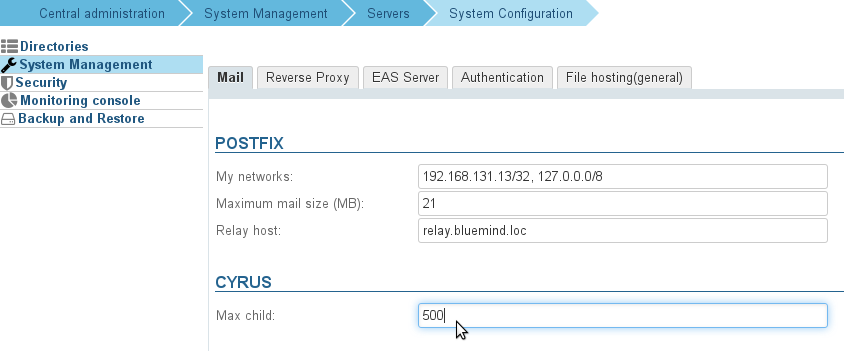 Central administration System Management Servers System Configuration
Directories
System Management
Security
Monitoring console
Backup and Restore
Mail Reverse Proxy EAS Server Authentication File hosting(general)
POSTFIX
My networks: 192.168.131.13/32, 127.0.0.0/8
Maximum mail size (MB): 21
Relay host: relay.bluemind.loc
CYRUS
Max child: 500